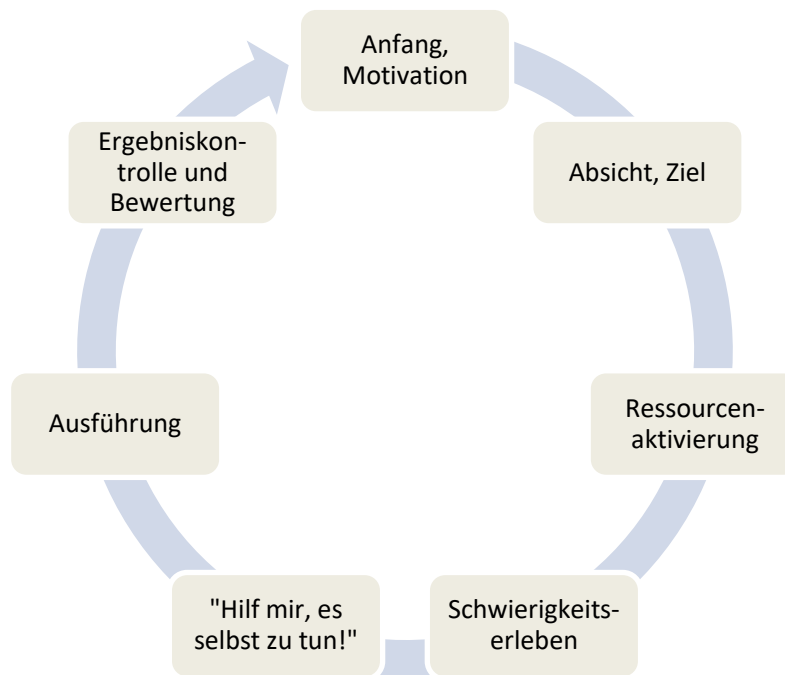 Anfang,
Motivation
Absicht, Ziel
Ressourcen-
aktivierung
Schwierigkeits-
erleben
"Hilf mir, es
selbst zu tun!"
Ausführung
Ergebniskon-
trolle und
Bewertung